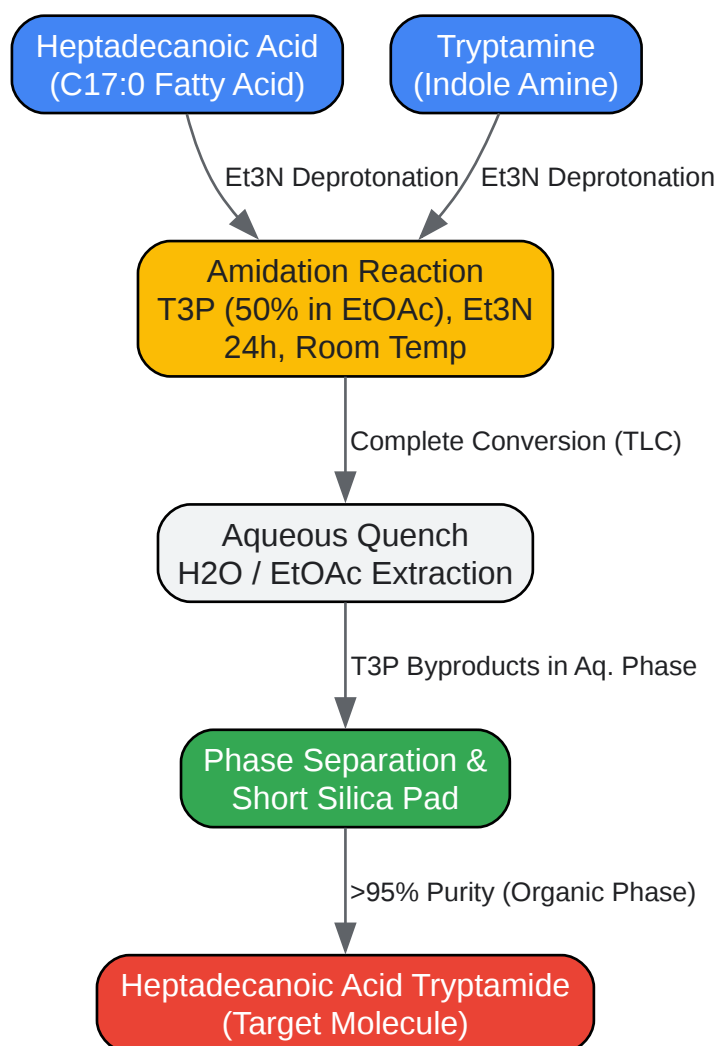 Heptadecanoic Acid
(C17:0 Fatty Acid)
Tryptamine
(Indole Amine)
Et3N Deprotonation
Et3N Deprotonation
Amidation Reaction
T3P (50% in EtOAc), Et3N
24h, Room Temp
Complete Conversion (TLC)
Aqueous Quench
H2O / EtOAc Extraction
T3P Byproducts in Aq. Phase
Phase Separation &
Short Silica Pad
>95% Purity (Organic Phase)
Heptadecanoic Acid Tryptamide
(Target Molecule)